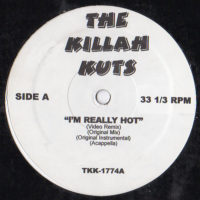 THE
KILLAH
KUTS
SIDE A
33 1/3 RPM
"I'M REALLY HOT"
(Video Remix)
(Original Mix)
(Original Instrumental)
(Acappella)
TKK-1774A